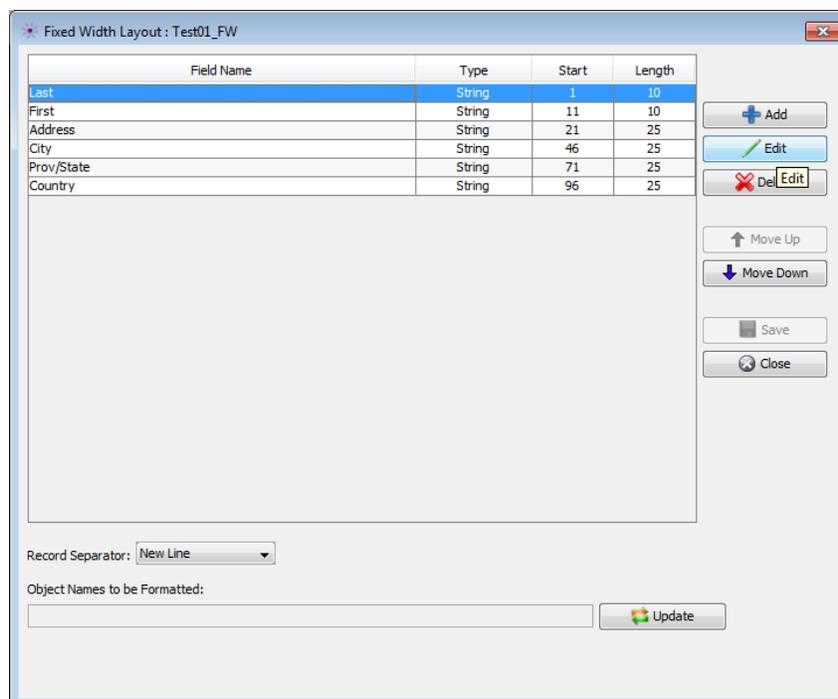 Fixed Width Layout : Test01_FW
Field Name Type Start Length
Last String 1 10
First String 11 10
Address String 21 25
City String 46 25
Prov/State String 71 25
Country String 96 25
Add
Edit
Del
Edit
Move Up
Move Down
Save
Close
Record Separator: New Line
Object Names to be Formatted:
Update